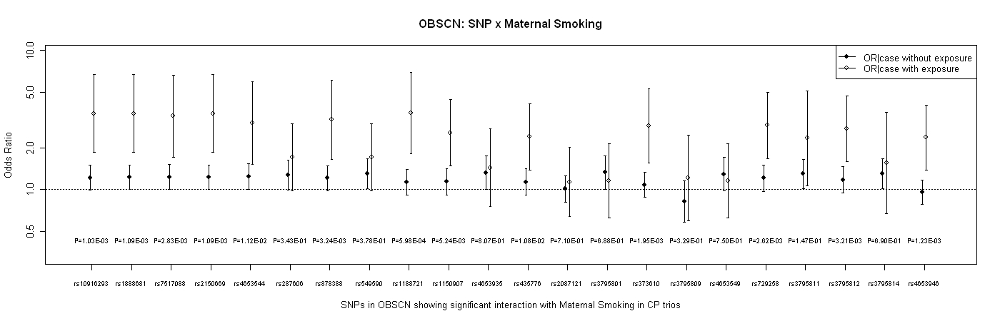 OBSCN: SNP x Maternal Smoking
OR|case without exposure
OR|case with exposure
10.0
5.0
2.0
1.0
0.5
Odds Ratio
P=1.03E-03 P=1.09E-03 P=2.83E-03 P=1.09E-03 P=1.12E-02 P=3.43E-01 P=3.24E-03 P=3.78E-01 P=5.98E-04 P=5.24E-03 P=8.07E-01 P=1.08E-02 P=7.10E-01 P=6.88E-01 P=1.95E-03 P=3.29E-01 P=7.50E-01 P=2.62E-03 P=1.47E-01 P=3.21E-03 P=6.90E-01 P=1.23E-03
rs10916293 rs1888681 rs7517088 rs2150669 rs4653544 rs287606 rs878388 rs549590 rs1188721 rs1150907 rs4653935 rs435776 rs2087121 rs3795801 rs373610 rs3795809 rs4653549 rs729258 rs3795811 rs3795812 rs3795814 rs4653946
SNPs in OBSCN showing significant interaction with Maternal Smoking in CP trios